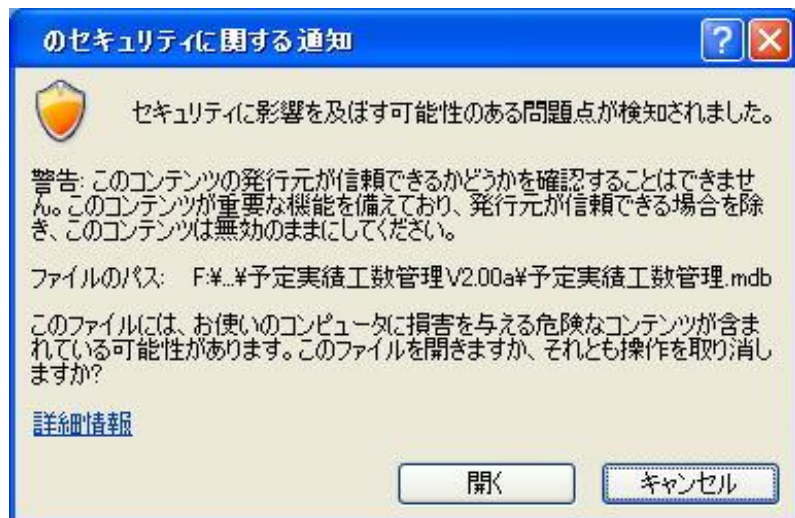 のセキュリティに関する通知
セキュリティに影響を及ぼす可能性のある問題点が検知されました。
警告: このコンテンツの発行元が信頼できるかどうかを確認することはできませ
ん。このコンテンツが重要な機能を備えており、発行元が信頼できる場合を除
き、このコンテンツは無効のままにしてください。
ファイルのパス: F:¥...¥予定実績工数管理V2.00a¥予定実績工数管理.mdb
このファイルには、お使いのコンピュータに損害を与える危険なコンテンツが含ま
れている可能性があります。このファイルを開きますか、それとも操作を取り消し
ますか?
詳細情報
開く
キャンセル